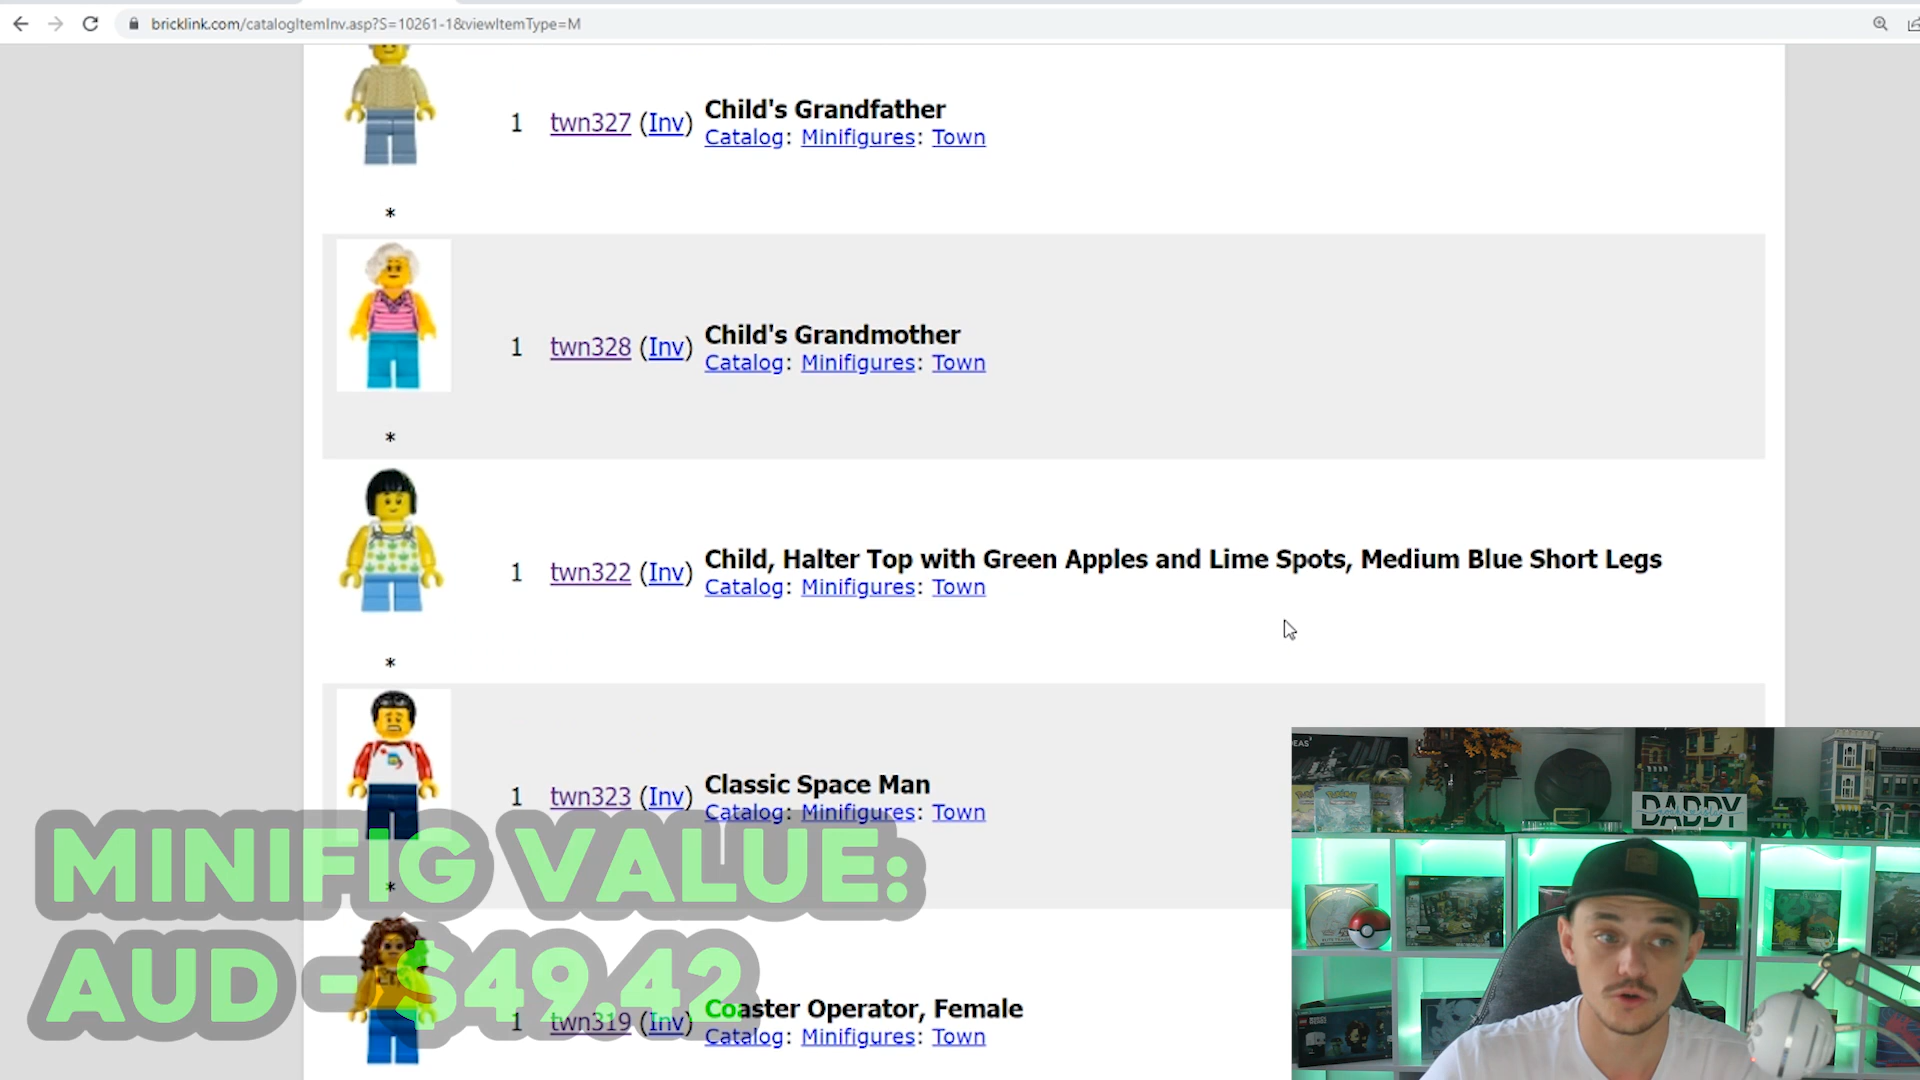 bricklink.com/catalogItemInv.asp?S=10261-1&viewItemType=M
1 twn327 (Inv) Child's Grandfather
Catalog: Minifigures: Town
*
1 twn328 (Inv) Child's Grandmother
Catalog: Minifigures: Town
*
1 twn322 (Inv) Child, Halter Top with Green Apples and Lime Spots, Medium Blue Short Legs
Catalog: Minifigures: Town
*
1 twn323 (Inv) Classic Space Man
Catalog: Minifigures: Town
*
1 twn319 (Inv) Coaster Operator, Female
Catalog: Minifigures: Town
MINIFIG VALUE:
AUD - $49.42
DADDY